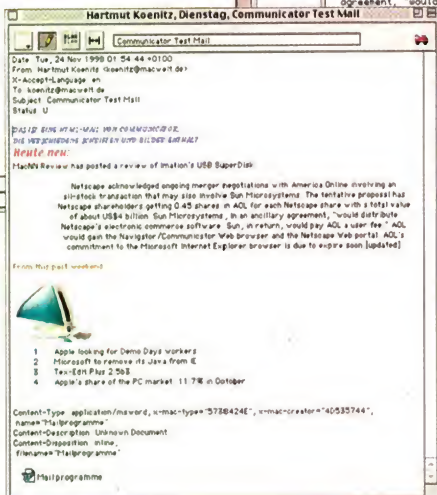 agreement, would
Hartmut Koenitz, Dienstag, Communicator Test Mail
Communicator Test Mail
Date: Tue, 24 Nov 1998 01:54:44 +0100
From: Hartmut Koenitz <koenitz@macwelt.de>
X-Accept-Language: en
To: koenitz@macwelt.de
Subject: Communicator Test Mail
Status: U
DAS IST EINE HTML-MAIL VON COMMUNICATOR,
DIE VERSCHIEDENE SCHRIFTEN UND BILDER ENTHALT
Heute neu:
MacNN Review has posted a review of Imation's USB SuperDisk
Netscape acknowledged ongoing merger negotiations with America Online involving an
all-stock transaction that may also involve Sun Microsystems. The tentative proposal has
Netscape shareholders getting 0.45 shares in AOL for each Netscape share with a total value
of about US$4 billion. Sun Microsystems, in an ancillary agreement, "would distribute
Netscape's electronic commerce software. Sun, in return, would pay AOL a user fee." AOL
would gain the Navigator/Communicator Web browser and the Netscape Web portal. AOL's
commitment to the Microsoft Internet Explorer browser is due to expire soon [updated]
From this past weekend
1 Apple looking for Demo Days workers
2 Microsoft to remove its Java from IE
3 Tex-Edit Plus 2.5b3
4 Apple's share of the PC market: 11.7% in October
Content-Type: application/msword; x-mac-type="5738424E"; x-mac-creator="4D535744";
name="Mailprogramme"
Content-Description: Unknown Document
Content-Disposition: inline;
filename="Mailprogramme"
Mailprogramme